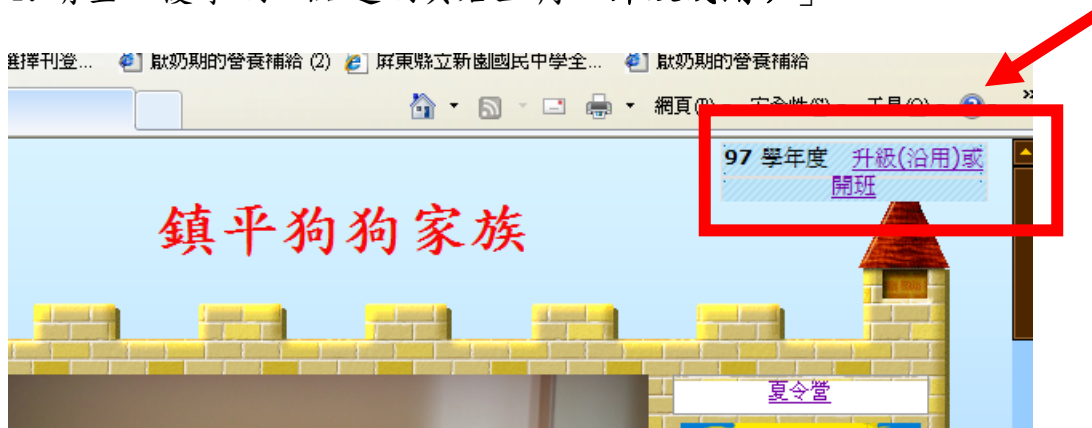 選擇刊登... 歐奶期的營養補給 (2) 屏東縣立新園國民中學全... 歐奶期的營養補給
網頁(P)
»
97 學年度 升級(沿用)或
開班
鎮平狗狗家族
夏令營